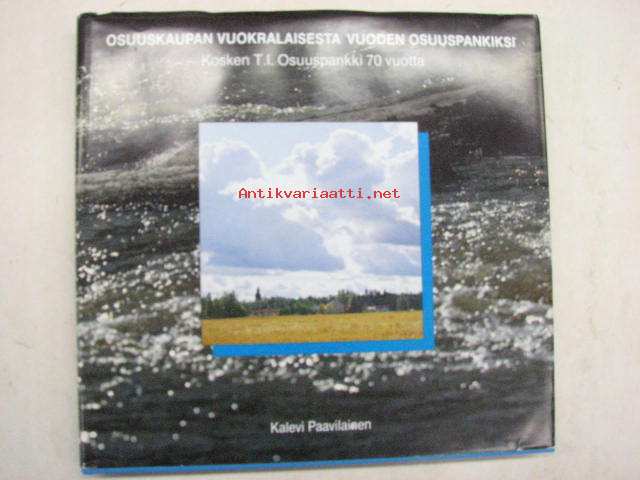 OSUUSKAUPAN VUOKRALAISESTA VUODEN OSUUSPANKIKSI
Kosken T.l. Osuuspankki 70 vuotta
Antikvariaatti.net
Kalevi Paavilainen